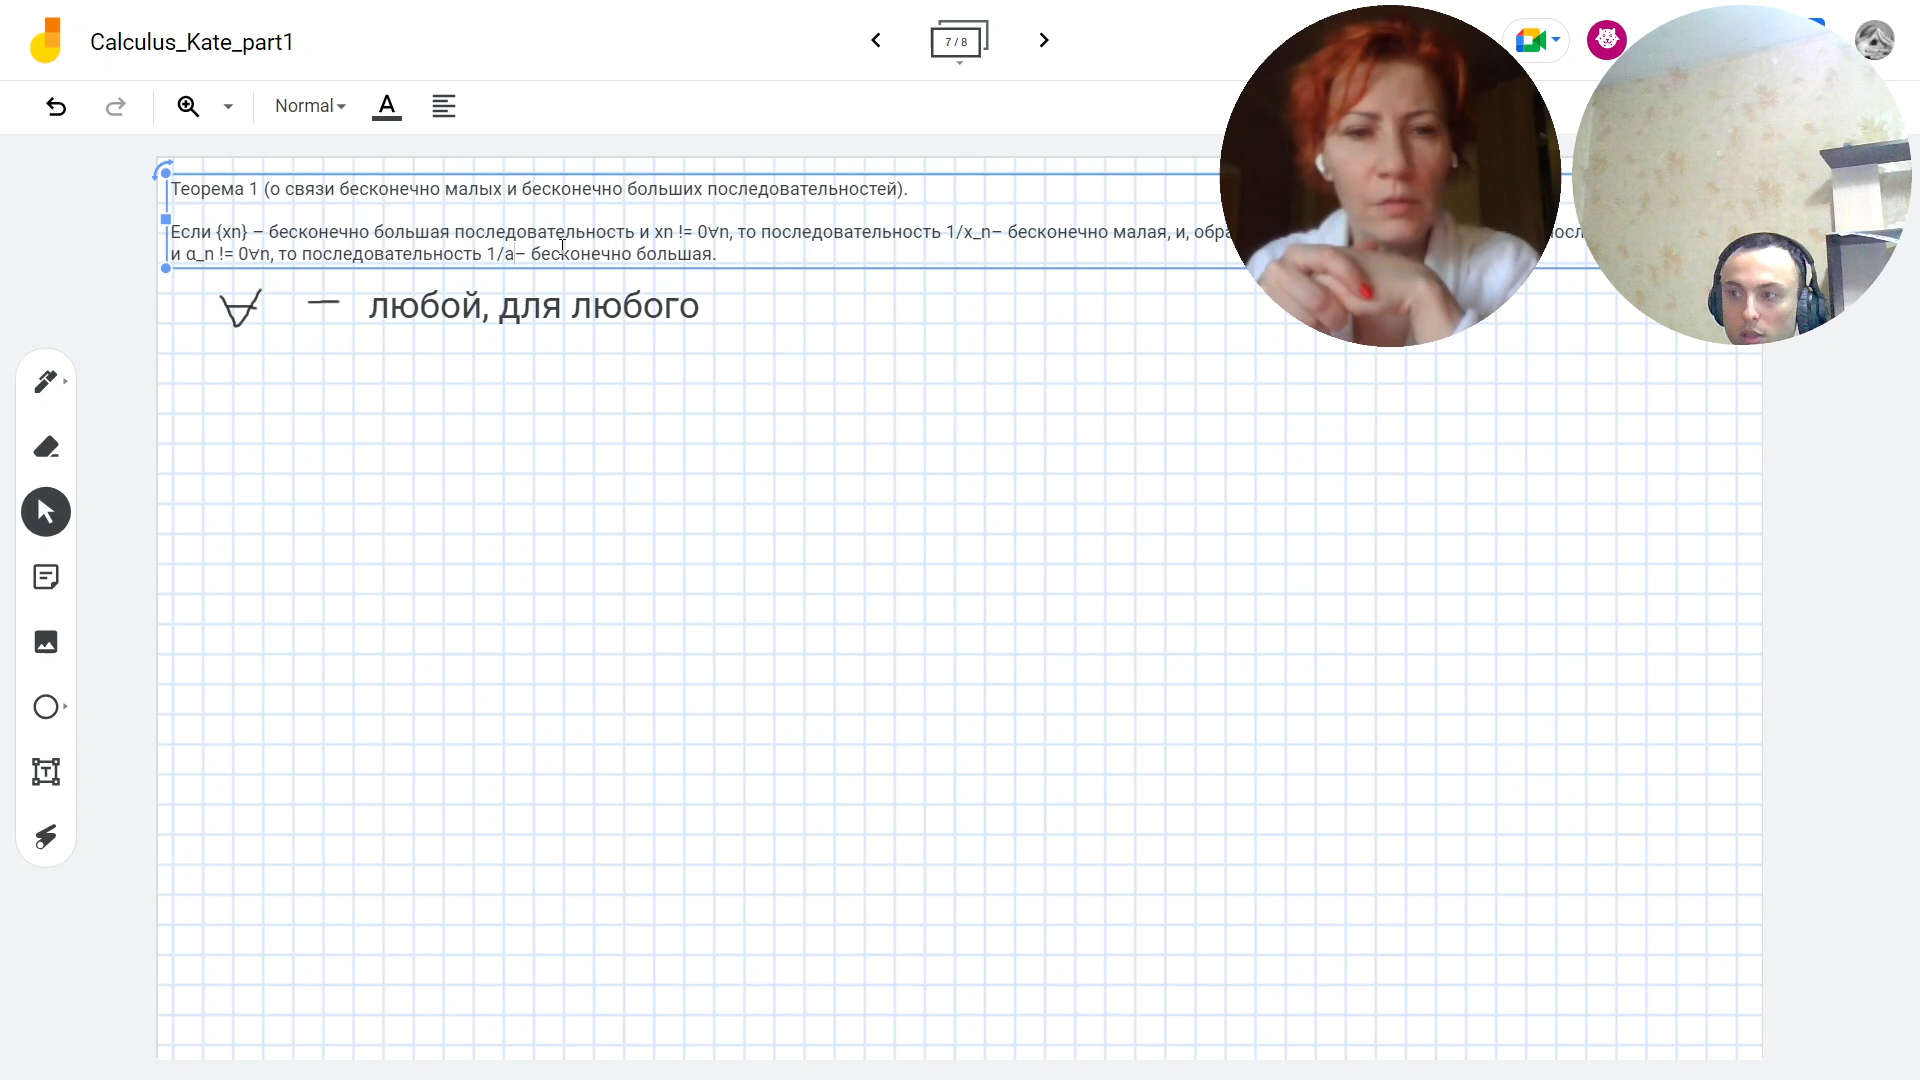 Calculus_Kate_part1
7 / 8
Normal
Теорема 1 (о связи бесконечно малых и бесконечно больших последовательностей).
Если {xn} – бесконечно большая последовательность и xn != 0∀n, то последовательность 1/x_n– бесконечно малая, и,
и α_n != 0∀n, то последовательность 1/a– бесконечно большая.
∀ — любой, для любого